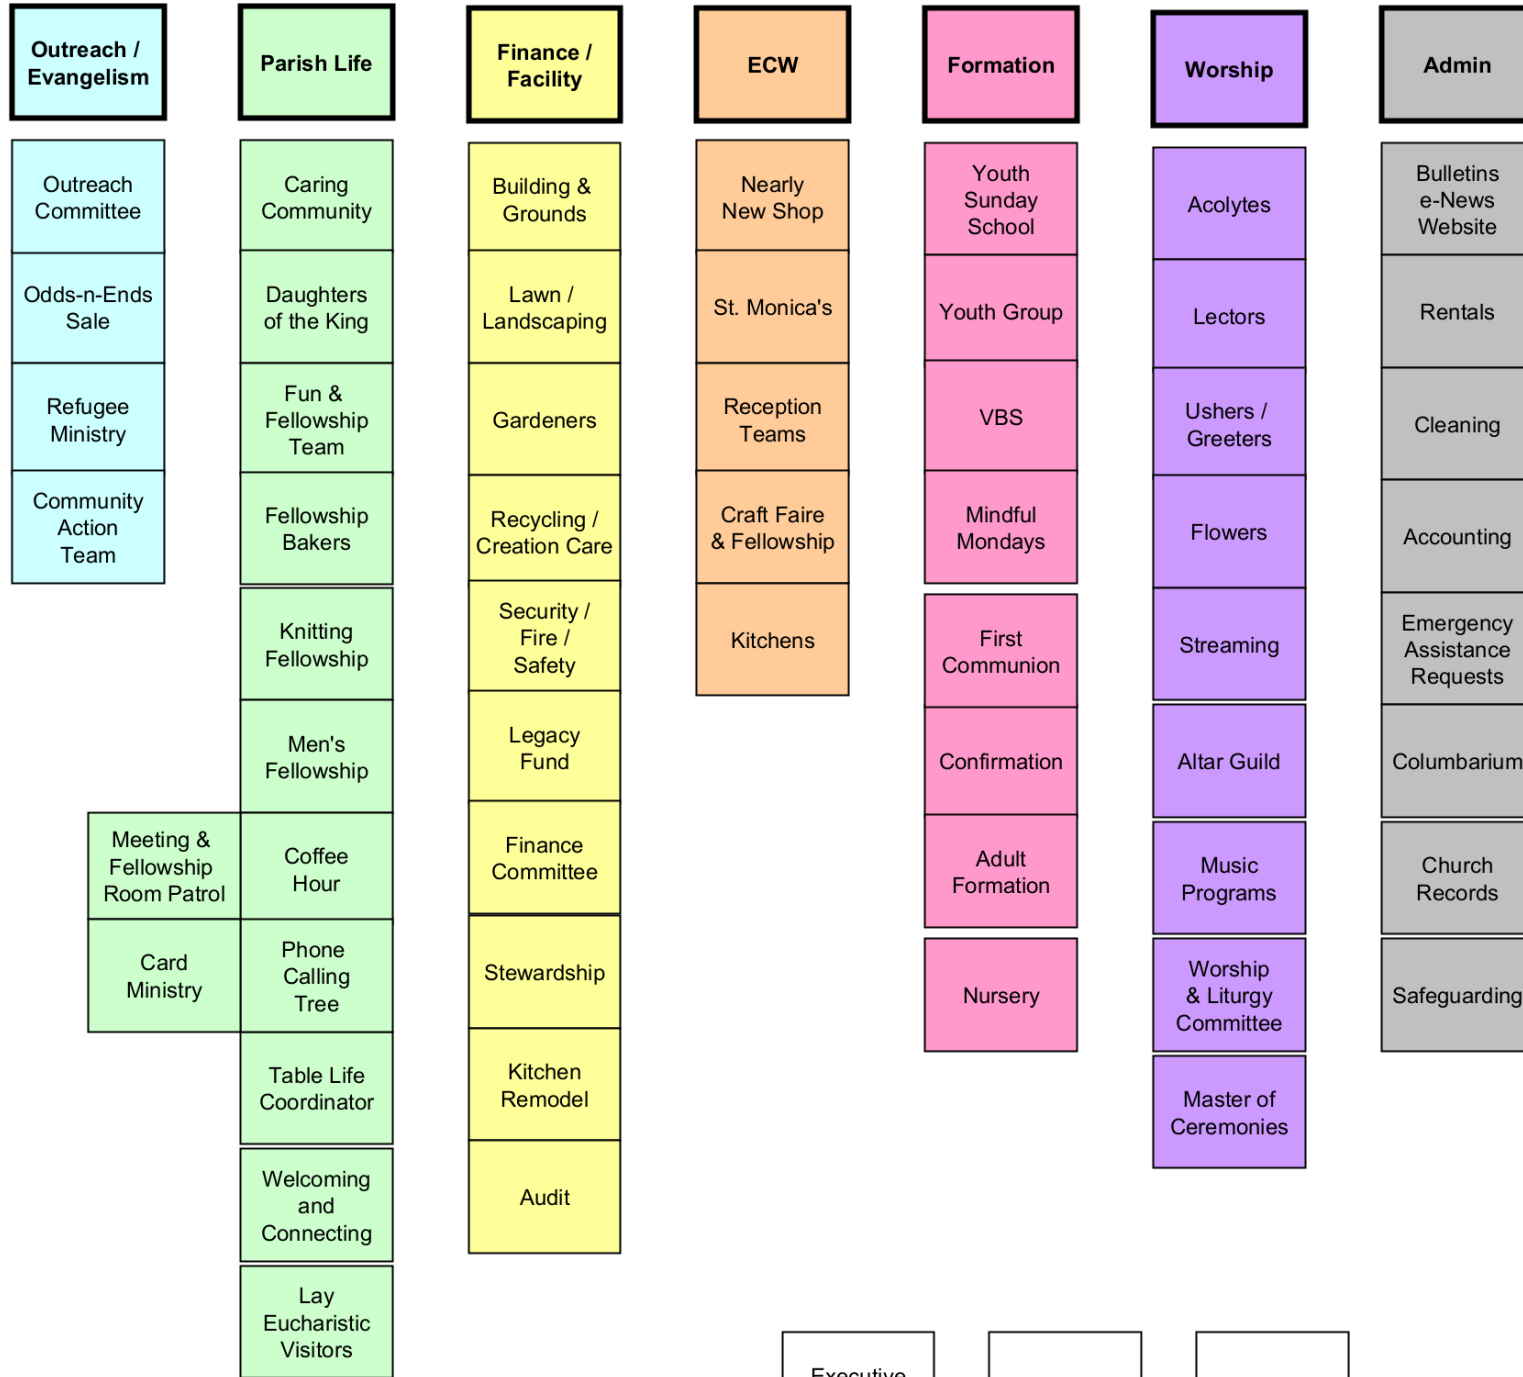 Outreach /
Evangelism
Outreach
Committee
Odds-n-Ends
Sale
Refugee
Ministry
Community
Action
Team
Parish Life
Caring
Community
Daughters
of the King
Fun &
Fellowship
Team
Fellowship
Bakers
Knitting
Fellowship
Men's
Fellowship
Meeting &
Fellowship
Room Patrol
Coffee
Hour
Card
Ministry
Phone
Calling
Tree
Table Life
Coordinator
Welcoming
and
Connecting
Lay
Eucharistic
Visitors
Finance /
Facility
Building &
Grounds
Lawn /
Landscaping
Gardeners
Recycling /
Creation Care
Security /
Fire /
Safety
Legacy
Fund
Finance
Committee
Stewardship
Kitchen
Remodel
Audit
ECW
Nearly
New Shop
St. Monica's
Reception
Teams
Craft Faire
& Fellowship
Kitchens
Formation
Youth
Sunday
School
Youth Group
VBS
Mindful
Mondays
First
Communion
Confirmation
Adult
Formation
Nursery
Worship
Acolytes
Lectors
Ushers /
Greeters
Flowers
Streaming
Altar Guild
Music
Programs
Worship
& Liturgy
Committee
Master of
Ceremonies
Admin
Bulletins
e-News
Website
Rentals
Cleaning
Accounting
Emergency
Assistance
Requests
Columbarium
Church
Records
Safeguarding
Executive